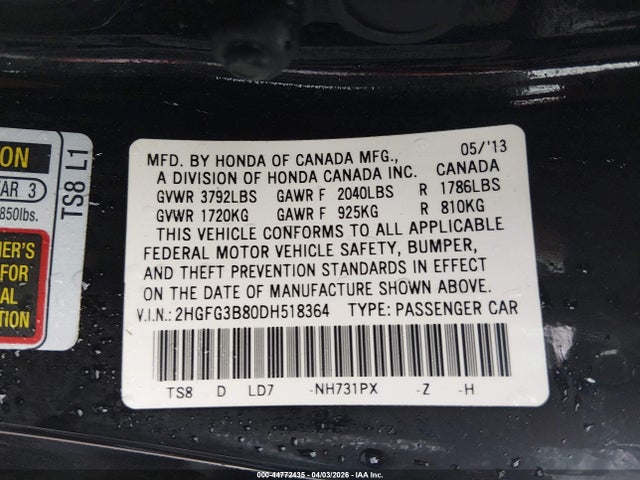 ON
AR 3
850lbs.
TS8 L1
ER'S
FOR
AL
TION
05/'13
MFD. BY HONDA OF CANADA MFG.,
A DIVISION OF HONDA CANADA INC. CANADA
GVWR 3792LBS GAWR F 2040LBS R 1786LBS
GVWR 1720KG GAWR F 925KG R 810KG
THIS VEHICLE CONFORMS TO ALL APPLICABLE
FEDERAL MOTOR VEHICLE SAFETY, BUMPER,
AND THEFT PREVENTION STANDARDS IN EFFECT
ON THE DATE OF MANUFACTURE SHOWN ABOVE.
V.I.N.: 2HGFG3B80DH518364 TYPE: PASSENGER CAR
TS8 D LD7 -NH731PX -Z -H
000-44772435 04/03/2026 IAA Inc.